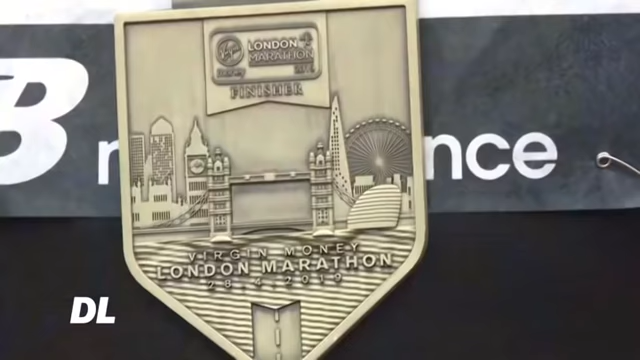 LONDON
MARATHON
FINISHER
B n nce
VIRGIN MONEY
LONDON MARATHON
28.4.2019
DL